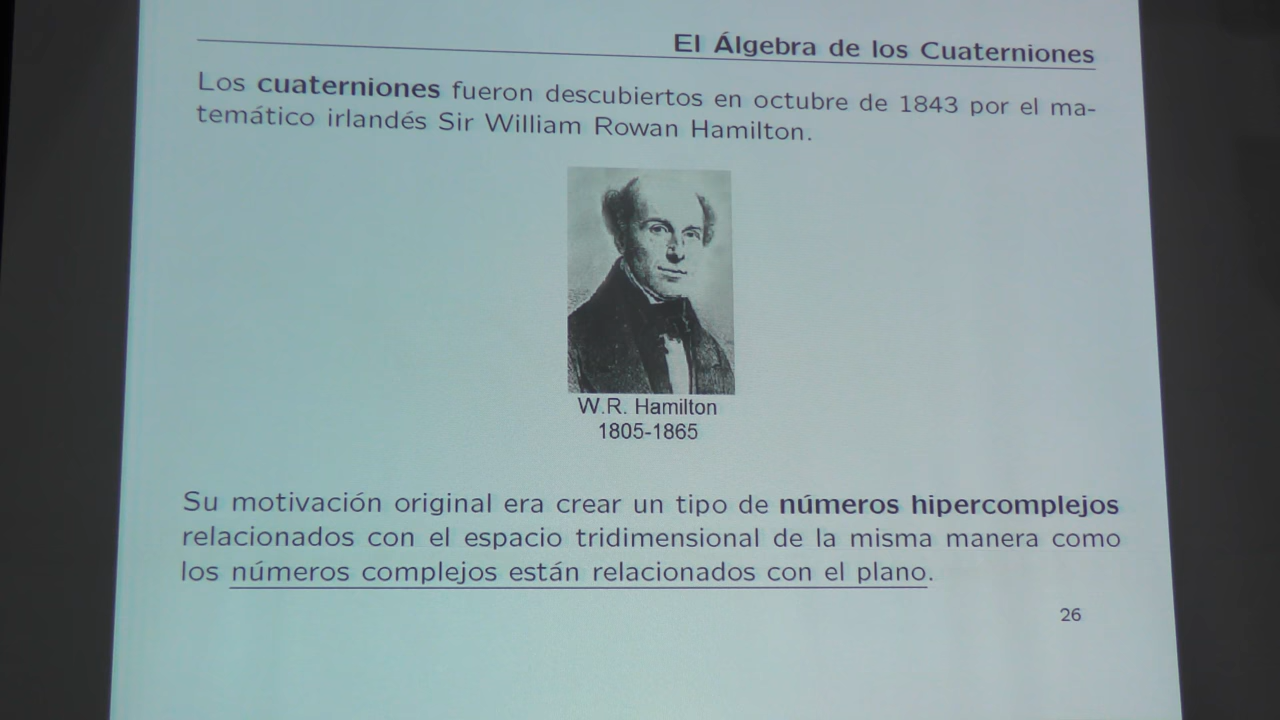 El Álgebra de los Cuaterniones
Los cuaterniones fueron descubiertos en octubre de 1843 por el ma-
temático irlandés Sir William Rowan Hamilton.
W.R. Hamilton
1805-1865
Su motivación original era crear un tipo de números hipercomplejos
relacionados con el espacio tridimensional de la misma manera como
los números complejos están relacionados con el plano.
26